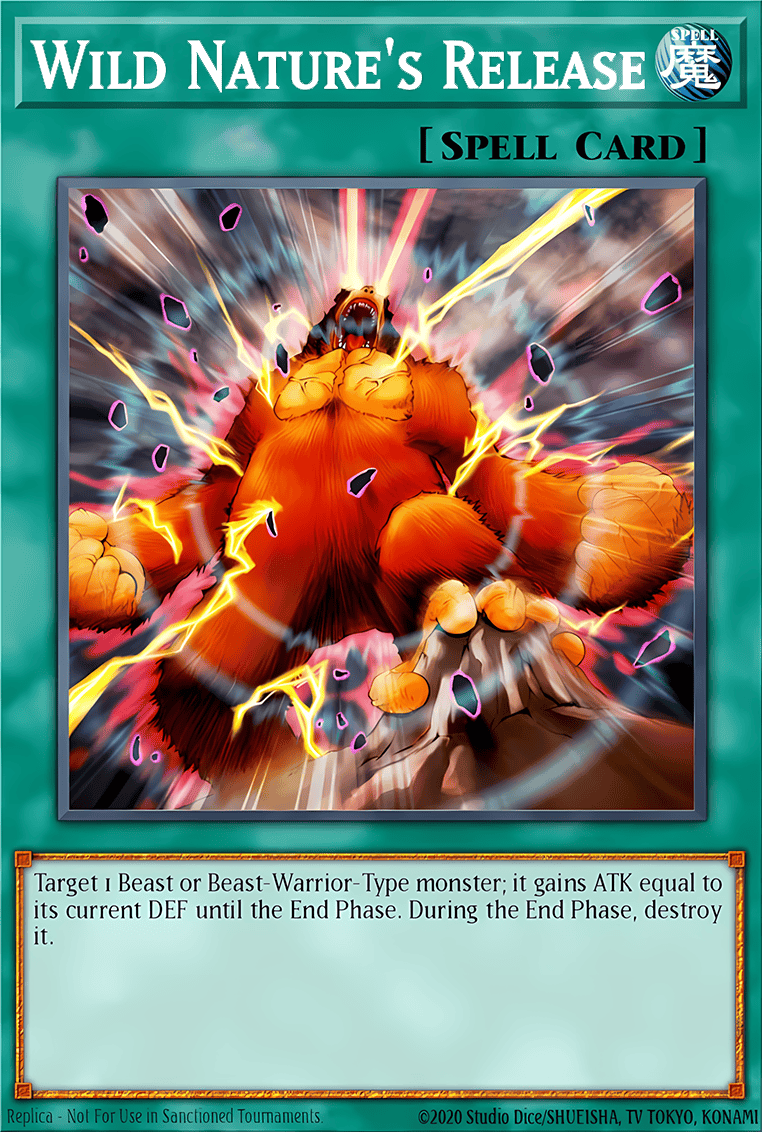 Wild Nature's Release
SPELL
魔
[Spell Card]
Target 1 Beast or Beast-Warrior-Type monster; it gains ATK equal to
its current DEF until the End Phase. During the End Phase, destroy
it.
Replica - Not For Use in Sanctioned Tournaments.
©2020 Studio Dice/SHUEISHA, TV TOKYO, KONAMI